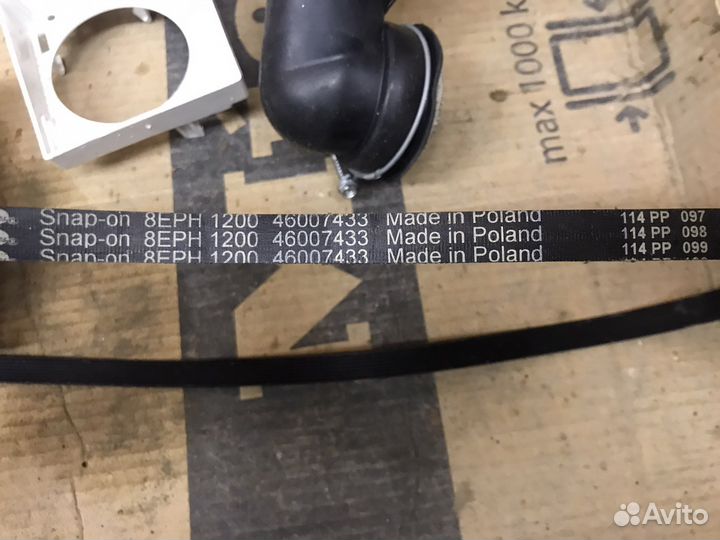 max 1000 k
Snap-on 8EPH 1200 46007433 Made in Poland 114 PP 097
Snap-on 8EPH 1200 46007433 Made in Poland 114 PP 098
Snap-on 8EPH 1200 46007433 Made in Poland 114 PP 099
Avito